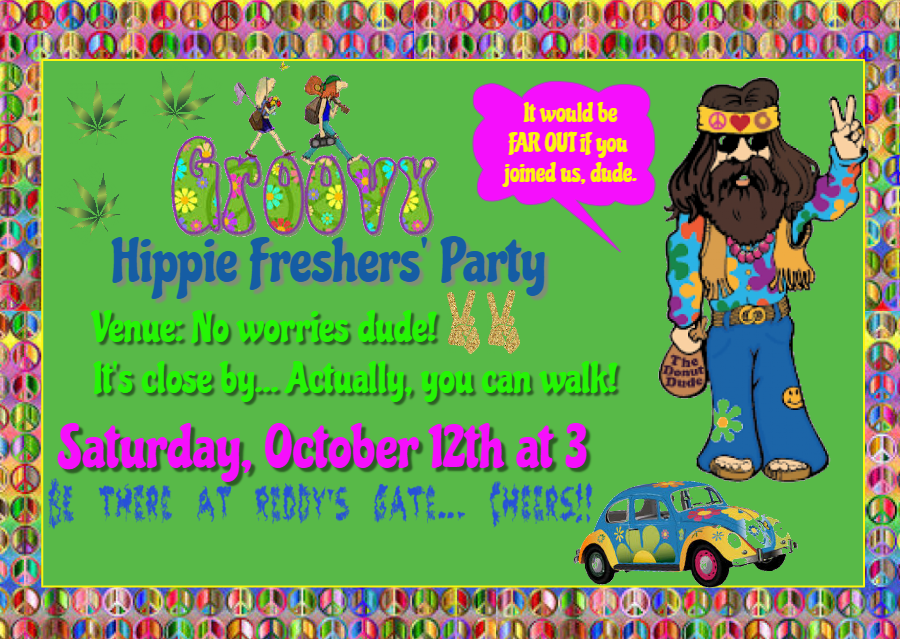 Groovy
Hippie Freshers' Party
Venue: No worries dude!
It's close by... Actually, you can walk!
Saturday, October 12th at 3
BE THERE AT REDDY'S GATE.... CHEERS!!
It would be
FAR OUT if you
joined us, dude.
The
Donut
Dude